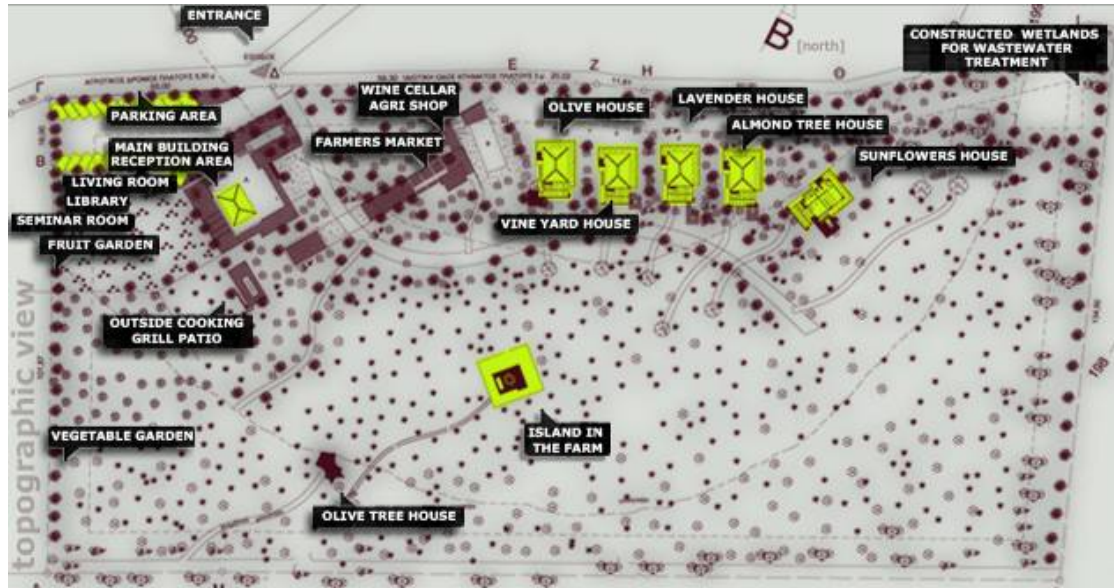 ENTRANCE
ΕΙΣΟΔΟΣ
B [north]
CONSTRUCTED WETLANDS
FOR WASTEWATER
TREATMENT
Γ
Δ
E
Z
H
Θ
WINE CELLAR
AGRI SHOP
OLIVE HOUSE
LAVENDER HOUSE
PARKING AREA
ALMOND TREE HOUSE
FARMERS MARKET
MAIN BUILDING
RECEPTION AREA
SUNFLOWERS HOUSE
B
LIVING ROOM
LIBRARY
SEMINAR ROOM
VINE YARD HOUSE
FRUIT GARDEN
OUTSIDE COOKING
GRILL PATIO
topographic view
VEGETABLE GARDEN
ISLAND IN
THE FARM
OLIVE TREE HOUSE